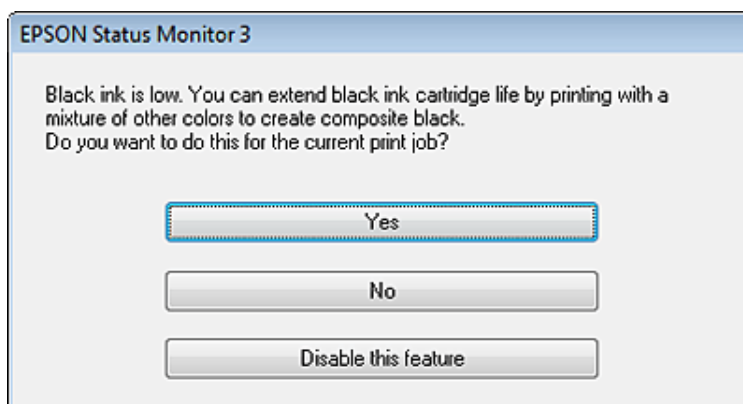 EPSON Status Monitor 3
Black ink is low. You can extend black ink cartridge life by printing with a
mixture of other colors to create composite black.
Do you want to do this for the current print job?
Yes
No
Disable this feature